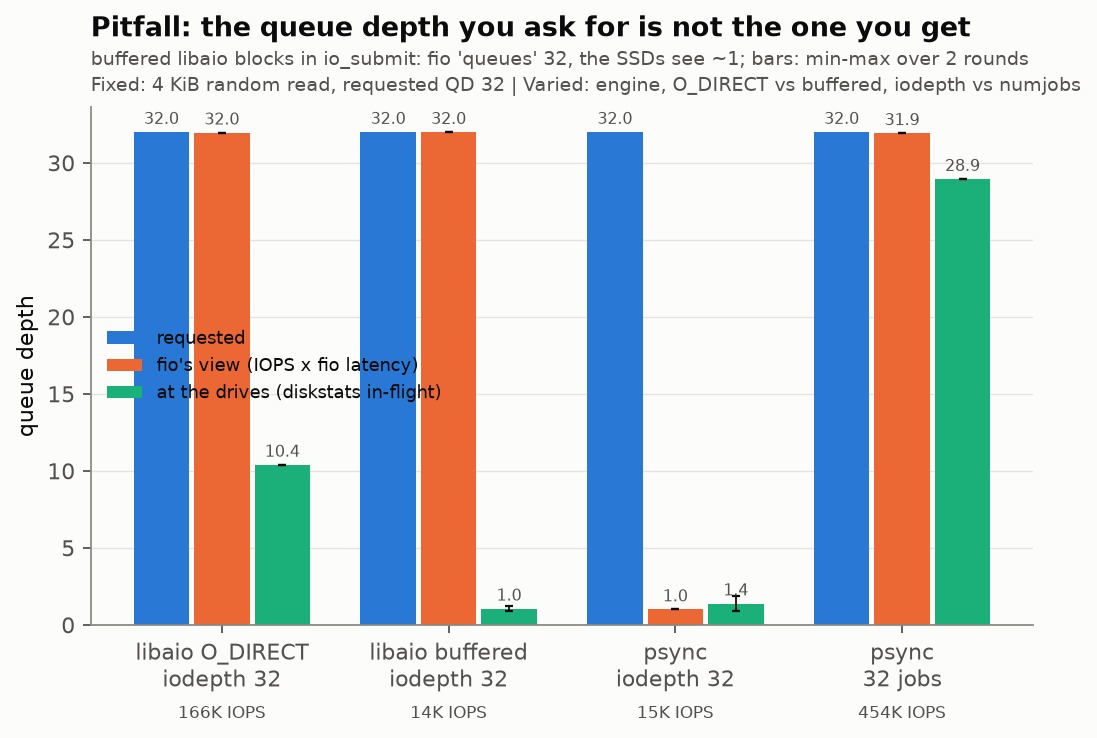 Pitfall: the queue depth you ask for is not the one you get
buffered libaio blocks in io_submit: fio 'queues' 32, the SSDs see ~1; bars: min-max over 2 rounds
Fixed: 4 KiB random read, requested QD 32 | Varied: engine, O_DIRECT vs buffered, iodepth vs numjobs
32.0 32.0 32.0 32.0 32.0 32.0 31.9
30
28.9
25
20
requested
fio's view (IOPS x fio latency)
at the drives (diskstats in-flight)
15
10.4
10
5
1.0 1.0 1.4
0
queue depth
libaio O_DIRECT libaio buffered psync psync
iodepth 32 iodepth 32 iodepth 32 32 jobs
166K IOPS 14K IOPS 15K IOPS 454K IOPS